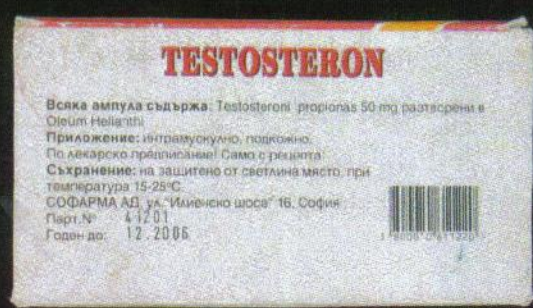 TESTOSTERON
Всяка ампула съдържа: Testosteroni propionas 50 mg разтворени в
Oleum Helianthi
Приложение: интрамускулно, подкожно.
По лекарско предписание! Само с рецепта!
Съхранение: на защитено от светлина място, при
температура 15-25°C.
СОФАРМА АД, ул."Илиенско шосе" 16, София
Парт.№ 41201
Годен до: 12.2006